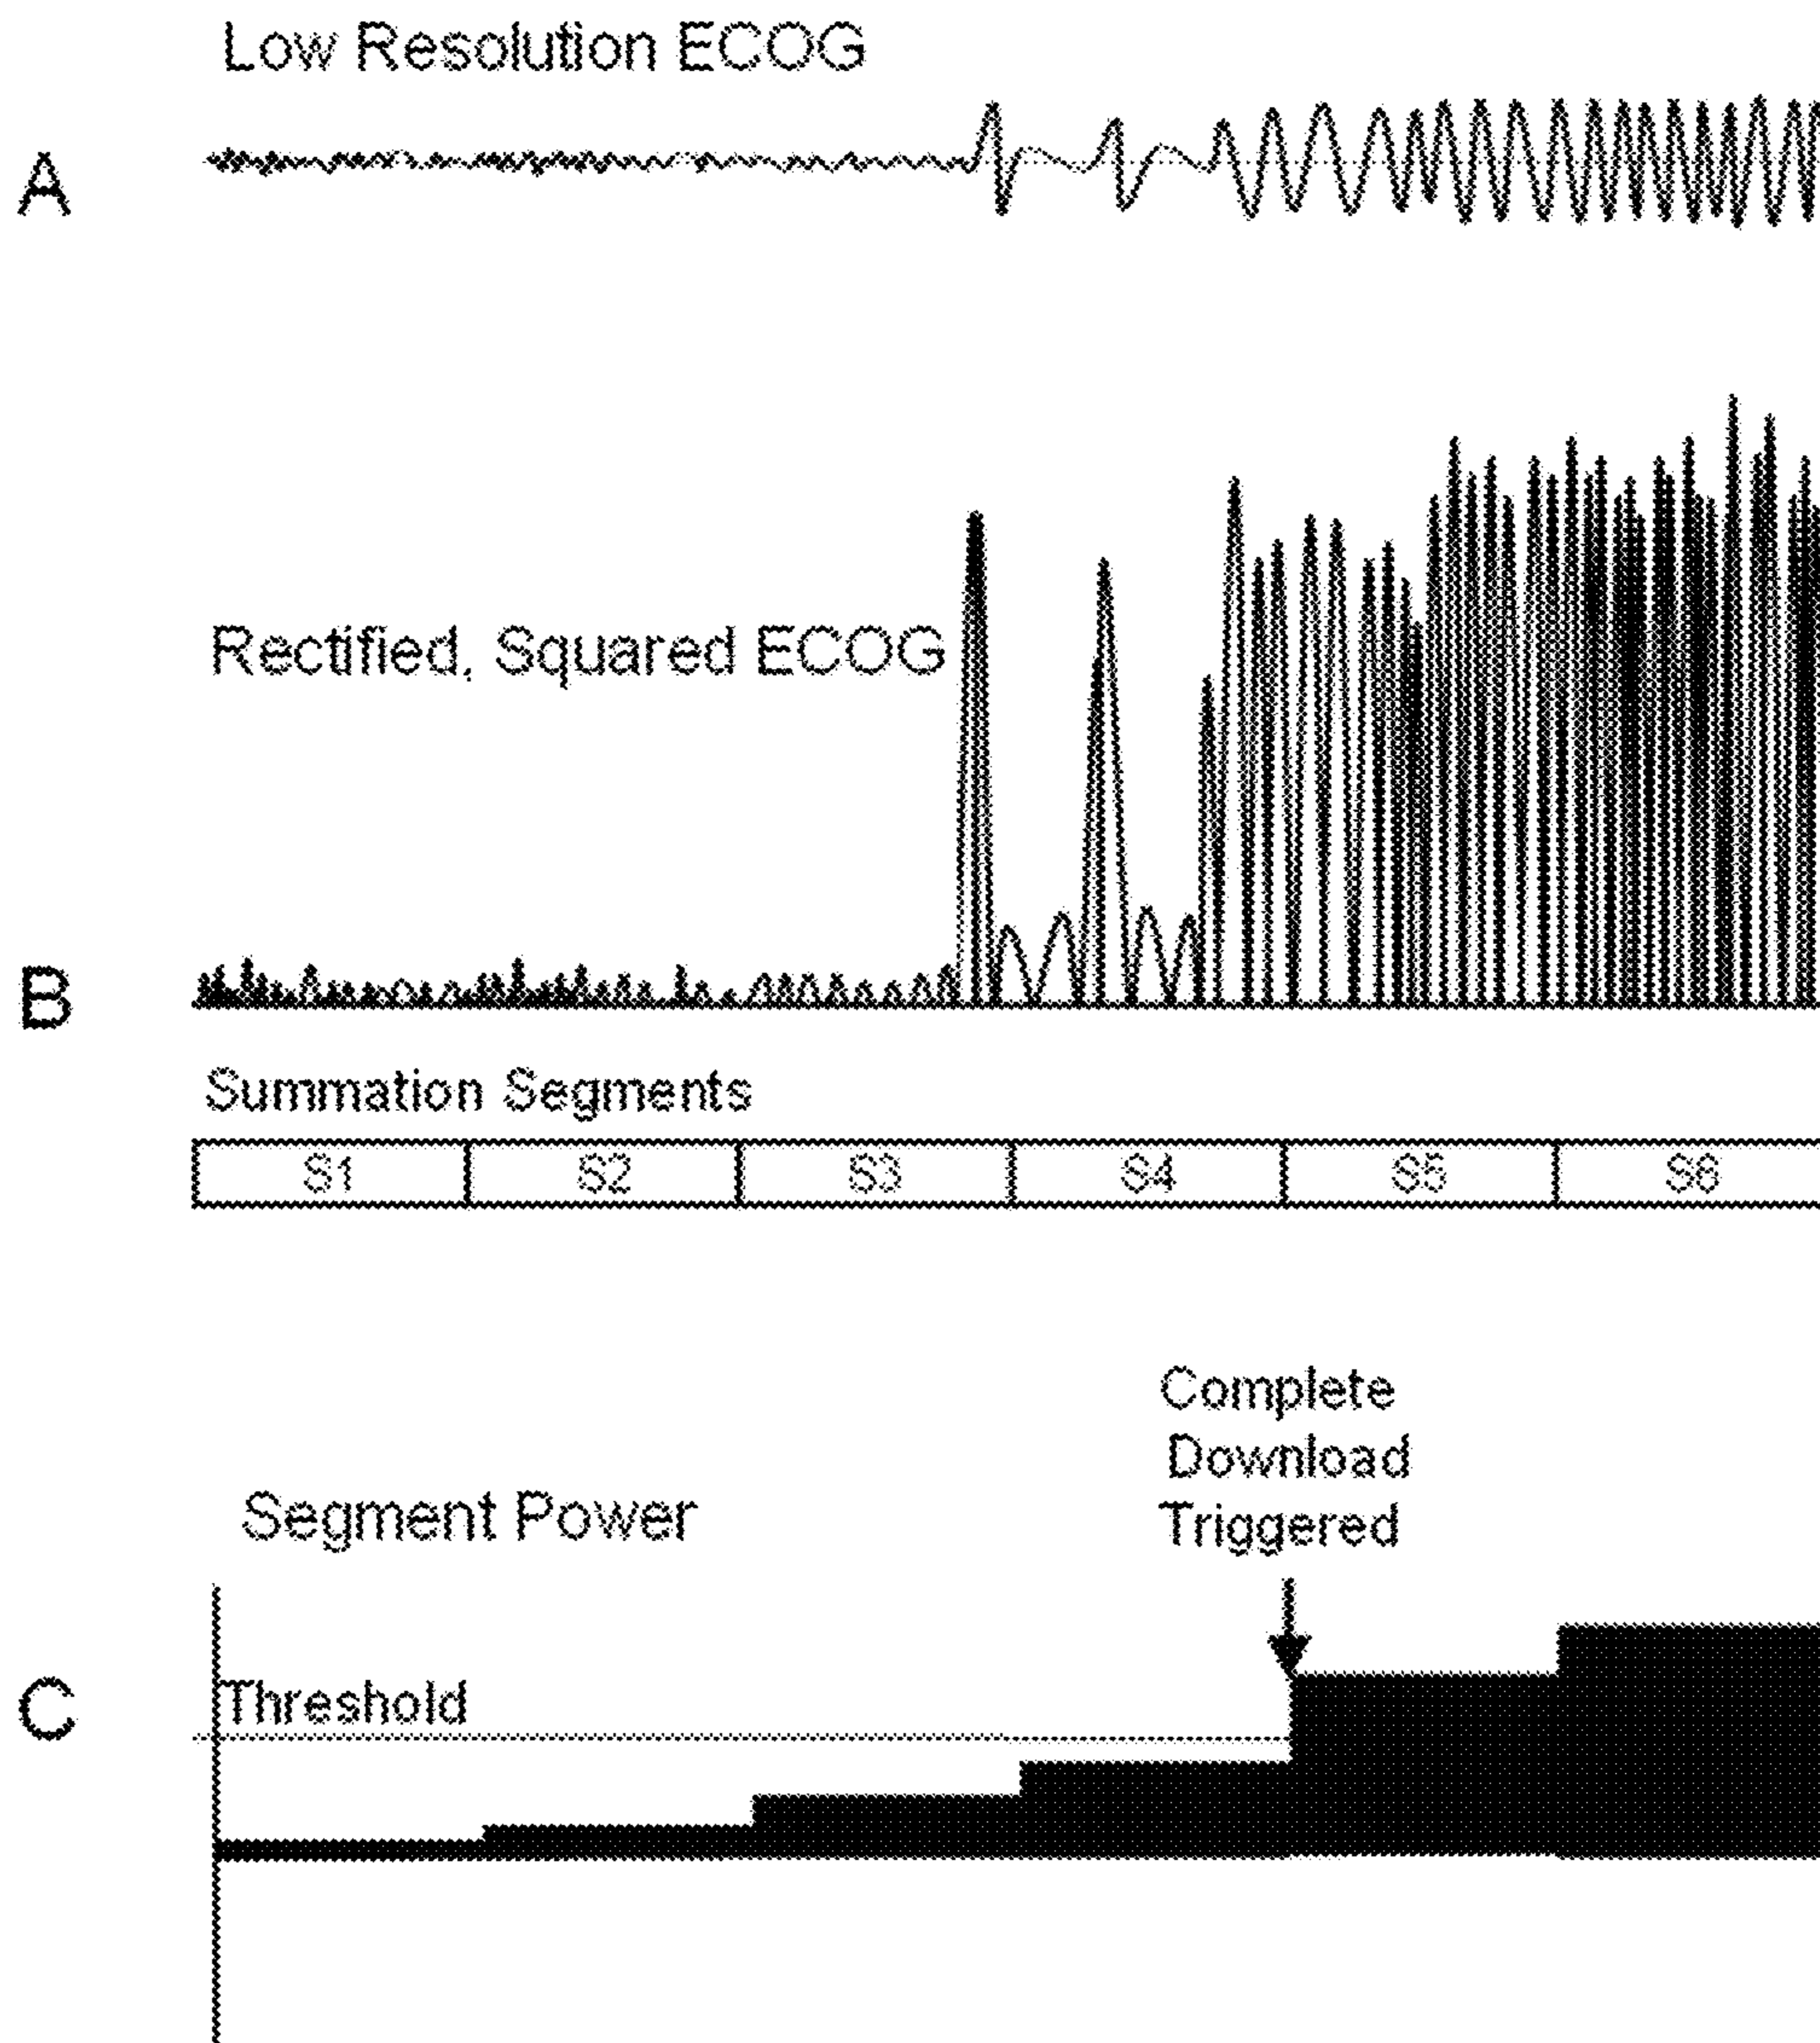 Low Resolution ECOG
A
Rectified, Squared ECOG
B
Summation Segments
S1 S2 S3 S4 S5 S6
Complete
Download
Triggered
Segment Power
C
Threshold